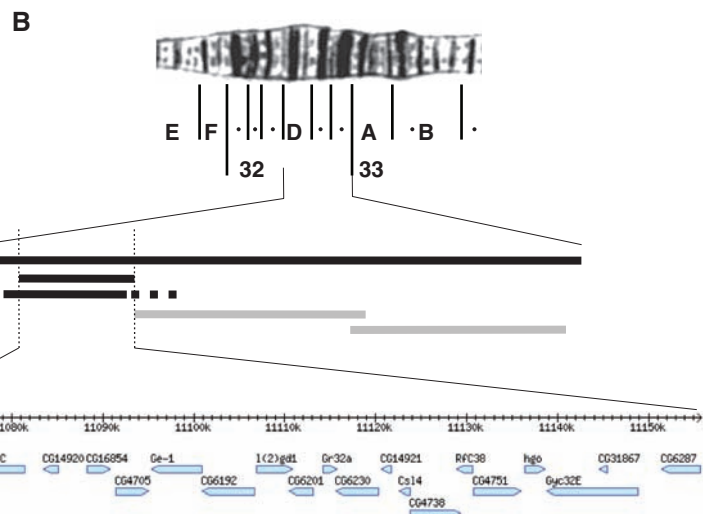 B
E F · · · D · · A · B ·
32 33
11080k 11090k 11100k 11110k 11120k 11130k 11140k 11150k
C CG14920 CG16854 Ge-1 l(2)gd1 Gr32a CG14921 RfC38 hgo CG31867 CG6287
CG4705 CG6192 CG6201 CG6230 Csl4 CG4751 Gyc32E
CG4738